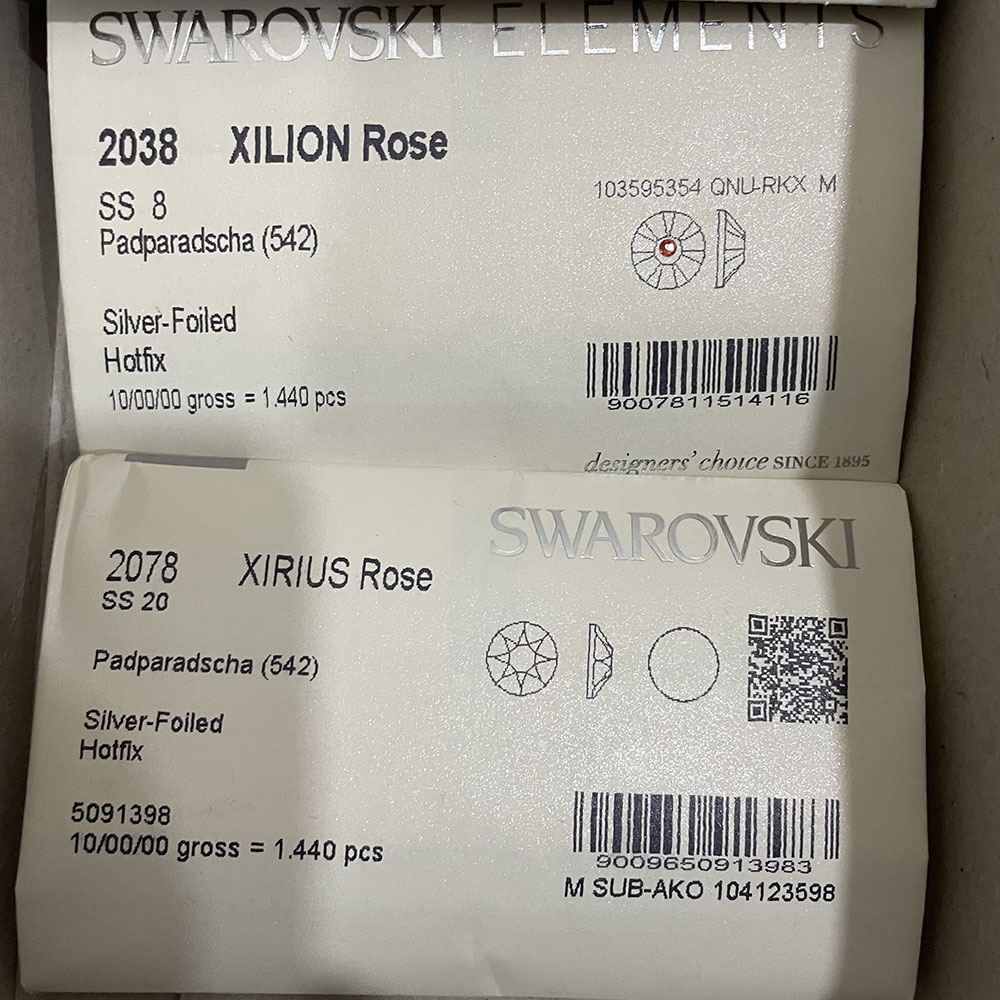 SWAROVSKI ELEMENTS
2038 XILION Rose
SS 8
Padparadscha (542)
103595354 QNU-RKX M
Silver-Foiled
Hotfix
10/00/00 gross = 1.440 pcs
9007811514116
designers' choice SINCE 1895
SWAROVSKI
2078 XIRIUS Rose
SS 20
Padparadscha (542)
Silver-Foiled
Hotfix
5091398
10/00/00 gross = 1.440 pcs
9009650913983
M SUB-AKO 104123598